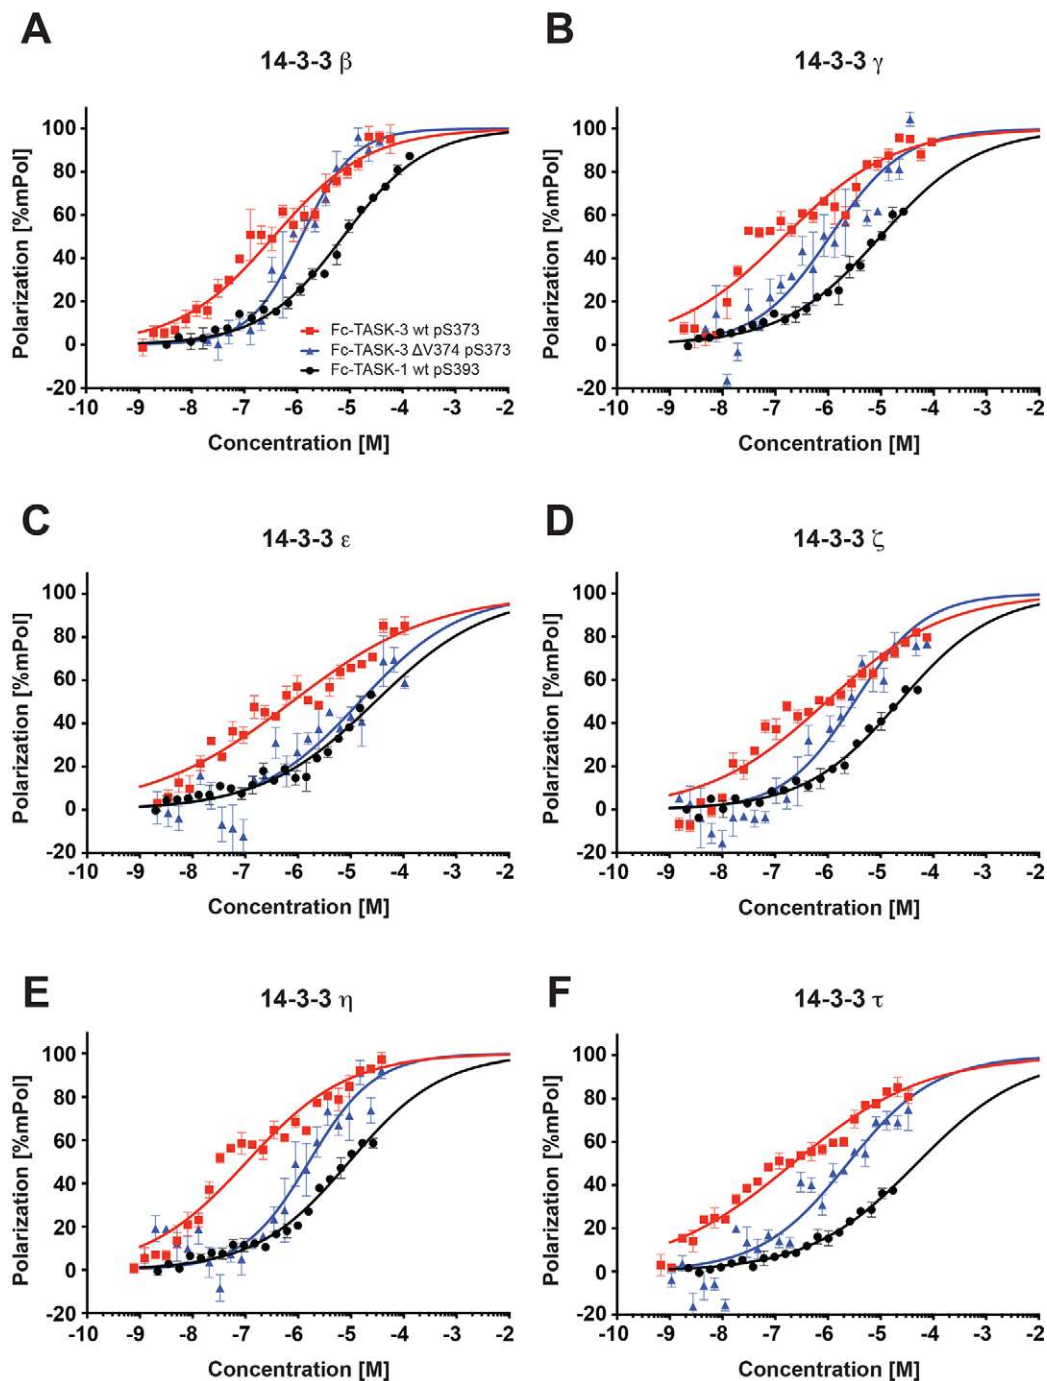 A
14-3-3 β
Polarization [%mPol]
100
80
60
40
20
0
-20
Fc-TASK-3 wt pS373
Fc-TASK-3 ΔV374 pS373
Fc-TASK-1 wt pS393
-10 -9 -8 -7 -6 -5 -4 -3 -2
Concentration [M]
B
14-3-3 γ
Polarization [%mPol]
100
80
60
40
20
0
-20
-10 -9 -8 -7 -6 -5 -4 -3 -2
Concentration [M]
C
14-3-3 ε
Polarization [%mPol]
100
80
60
40
20
0
-20
-10 -9 -8 -7 -6 -5 -4 -3 -2
Concentration [M]
D
14-3-3 ζ
Polarization [%mPol]
100
80
60
40
20
0
-20
-10 -9 -8 -7 -6 -5 -4 -3 -2
Concentration [M]
E
14-3-3 η
Polarization [%mPol]
100
80
60
40
20
0
-20
-10 -9 -8 -7 -6 -5 -4 -3 -2
Concentration [M]
F
14-3-3 τ
Polarization [%mPol]
100
80
60
40
20
0
-20
-10 -9 -8 -7 -6 -5 -4 -3 -2
Concentration [M]